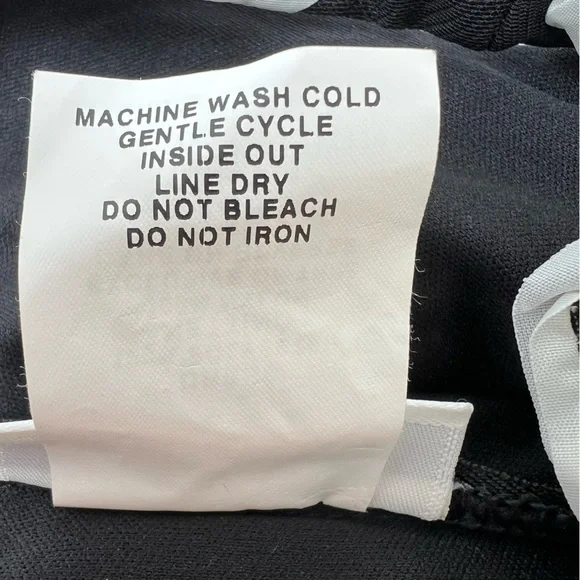 MACHINE WASH COLD
GENTLE CYCLE
INSIDE OUT
LINE DRY
DO NOT BLEACH
DO NOT IRON